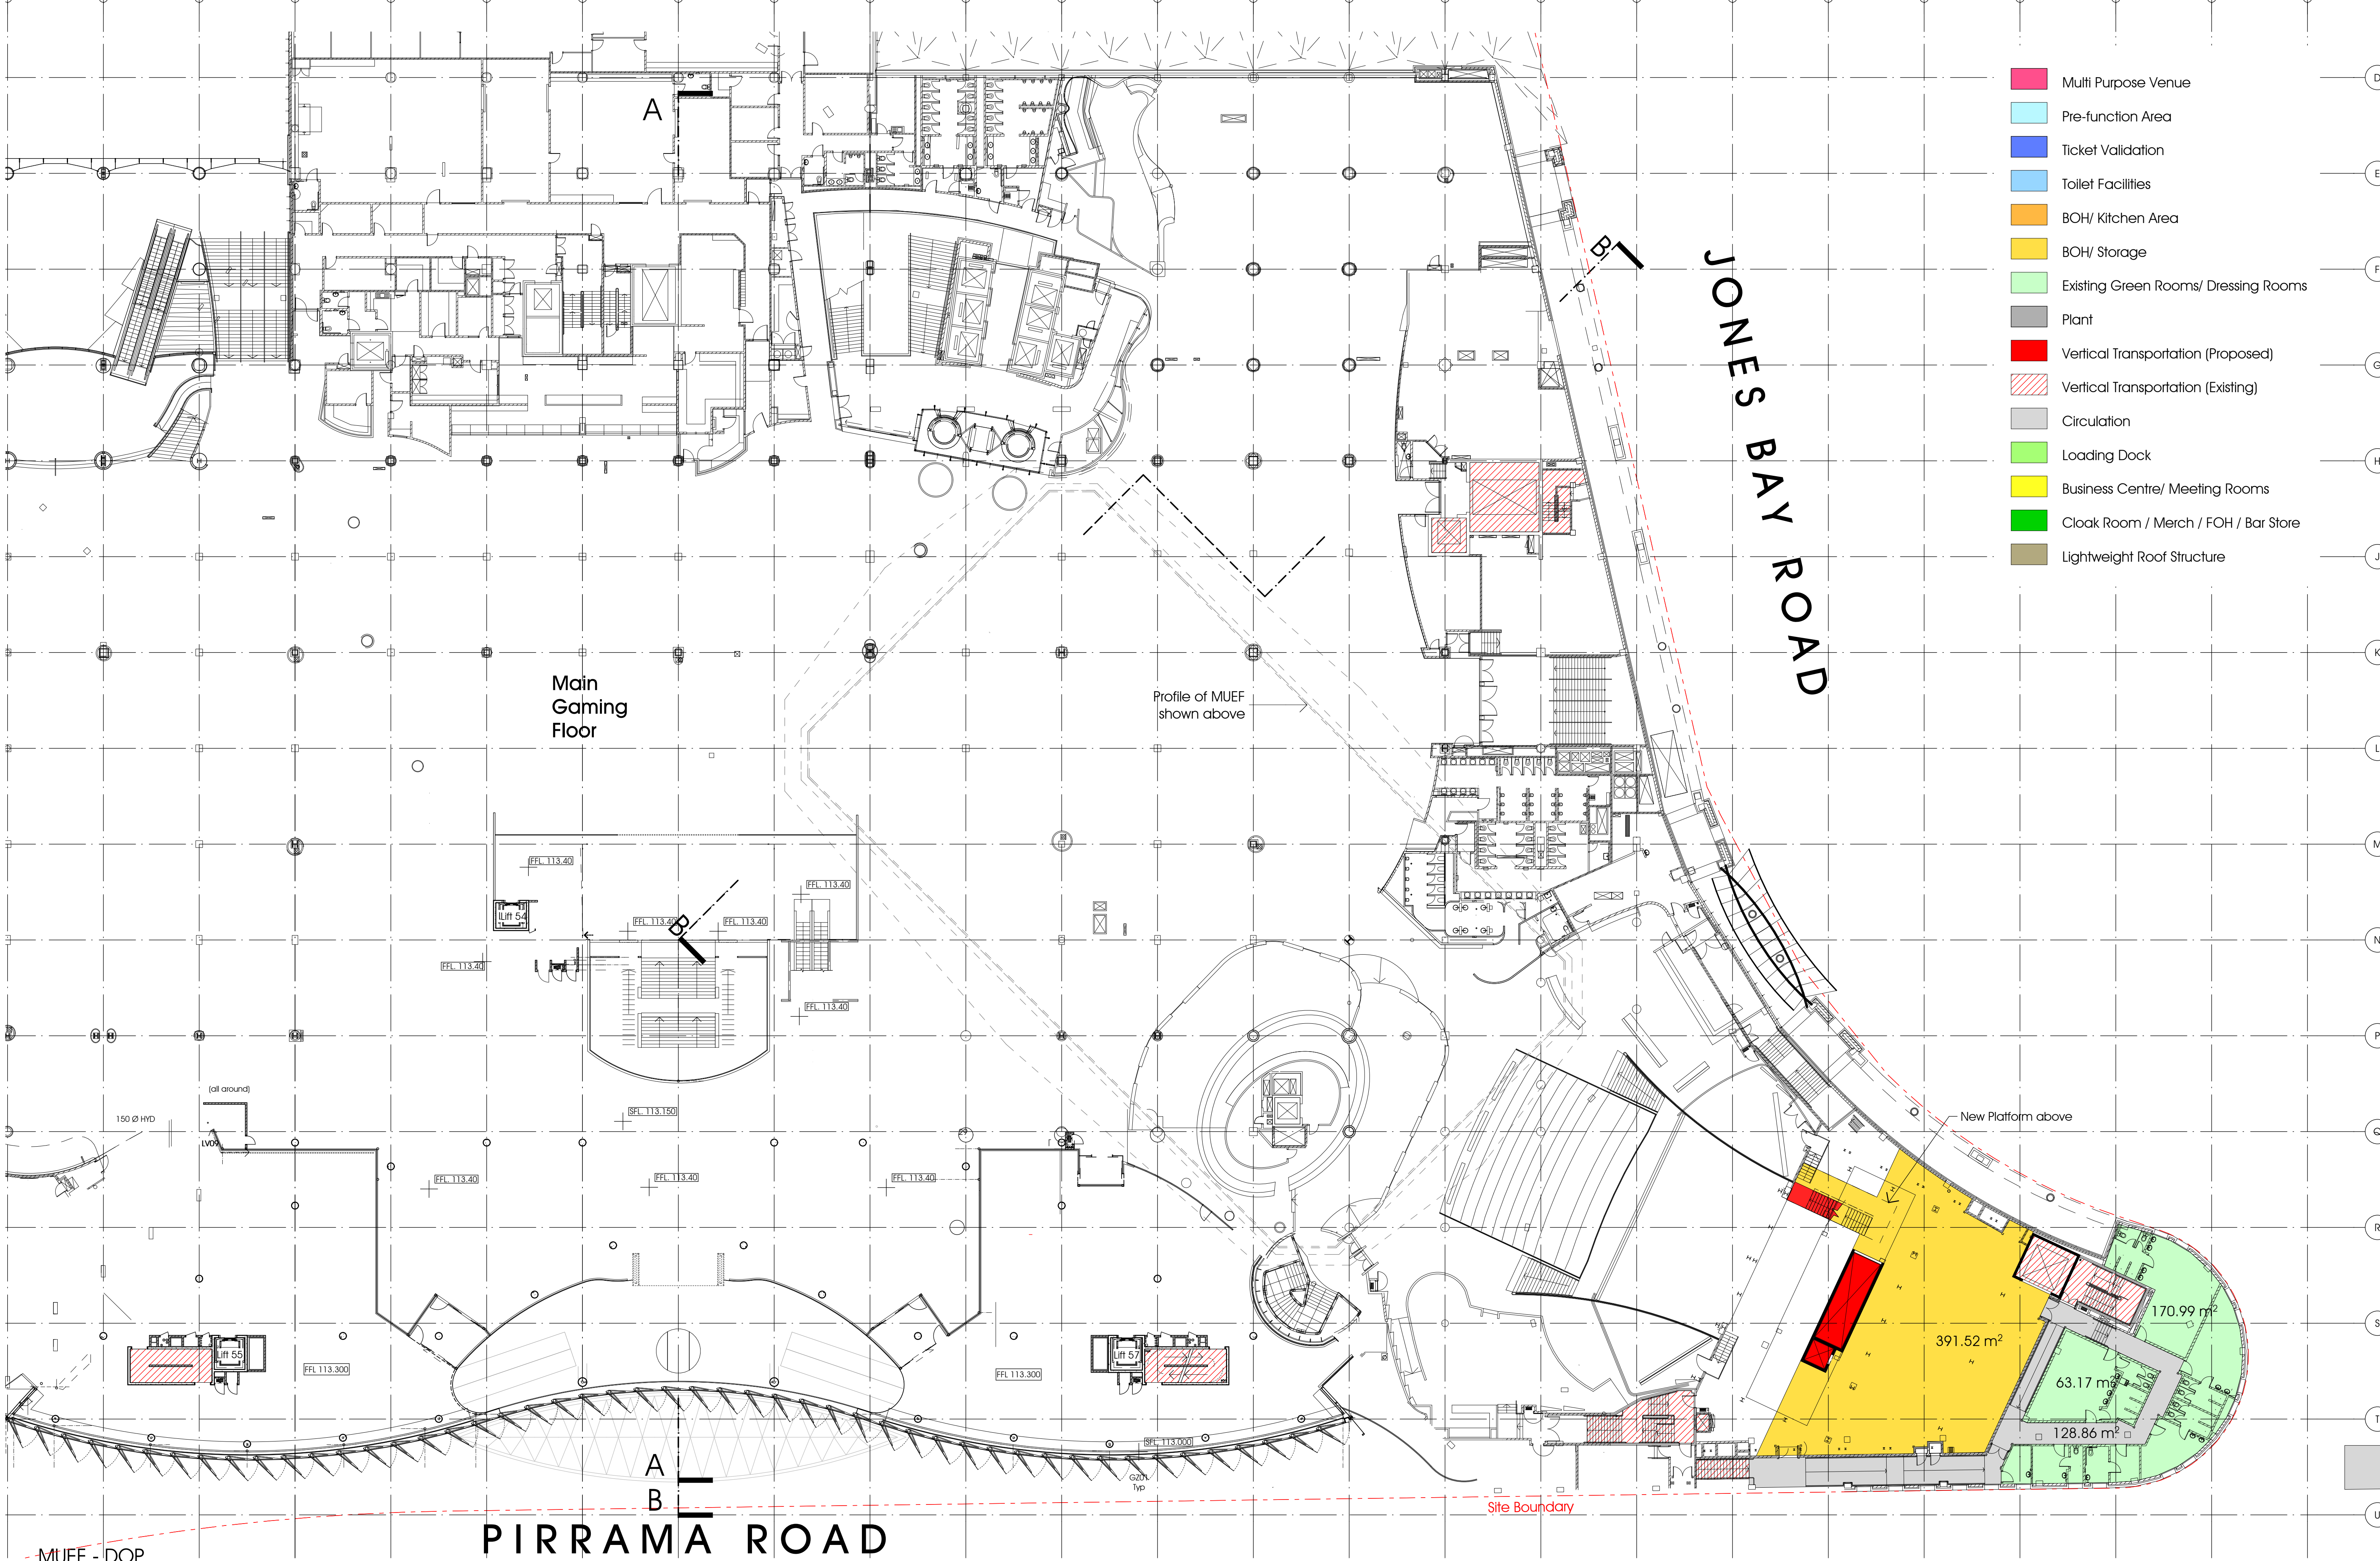 A
B
JONES BAY ROAD
Multi Purpose Venue
Pre-function Area
Ticket Validation
Toilet Facilities
BOH/ Kitchen Area
BOH/ Storage
Existing Green Rooms/ Dressing Rooms
Plant
Vertical Transportation (Proposed)
Vertical Transportation (Existing)
Circulation
Loading Dock
Business Centre/ Meeting Rooms
Cloak Room / Merch / FOH / Bar Store
Lightweight Roof Structure
D
E
F
G
H
J
K
L
M
N
P
Q
R
S
T
U
Main
Gaming
Floor
Profile of MUEF
shown above
FFL. 113.40
FFL. 113.40
Lift 54
FFL. 113.40
B
FFL. 113.40
FFL. 113.40
FFL. 113.40
(all around)
150 Ø HYD
LV09
SFL. 113.150
FFL. 113.40
FFL. 113.40
FFL. 113.40
New Platform above
Lift 55
FFL 113.300
Lift 57
FFL 113.300
170.99 m²
391.52 m²
63.17 m²
128.86 m²
SFL. 113.000
GZ01
Typ
A
B
Site Boundary
PIRRAMA ROAD
MUEF - DOP